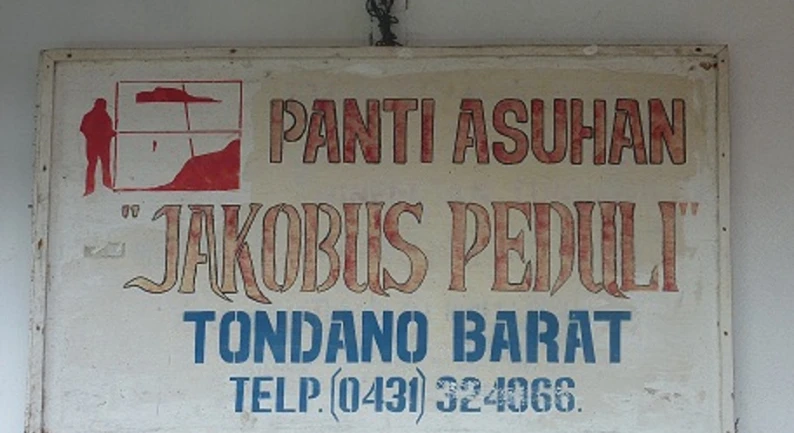 PANTI ASUHAN
"JAKOBUS PEDULI"
TONDANO BARAT
TELP. (0431) 324066.